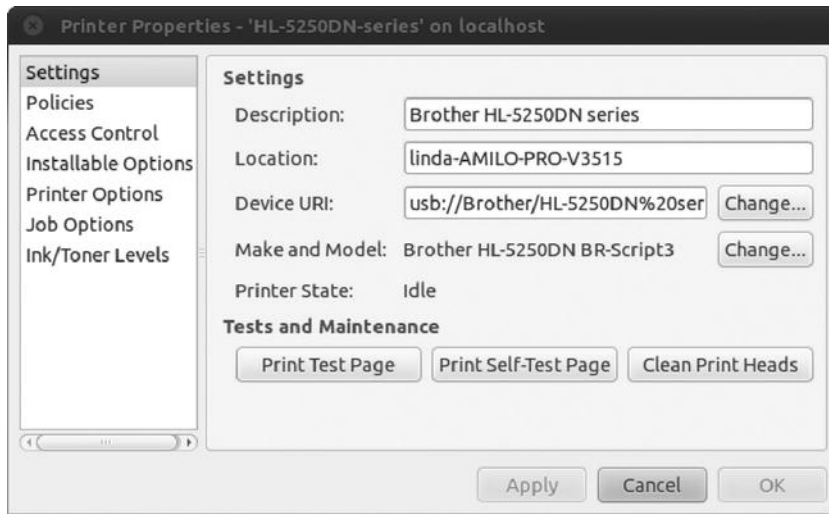 Printer Properties - 'HL-5250DN-series' on localhost
Settings
Policies
Access Control
Installable Options
Printer Options
Job Options
Ink/Toner Levels
Settings
Description: Brother HL-5250DN series
Location: linda-AMILO-PRO-V3515
Device URI: usb://Brother/HL-5250DN%20ser Change...
Make and Model: Brother HL-5250DN BR-Script3 Change...
Printer State: Idle
Tests and Maintenance
Print Test Page Print Self-Test Page Clean Print Heads
Apply Cancel OK